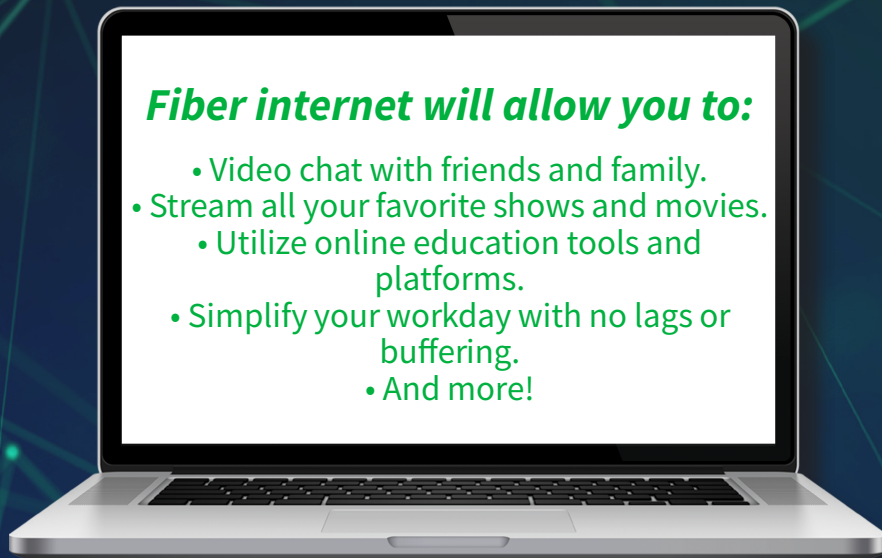 Fiber internet will allow you to:
• Video chat with friends and family.
• Stream all your favorite shows and movies.
• Utilize online education tools and
platforms.
• Simplify your workday with no lags or
buffering.
• And more!